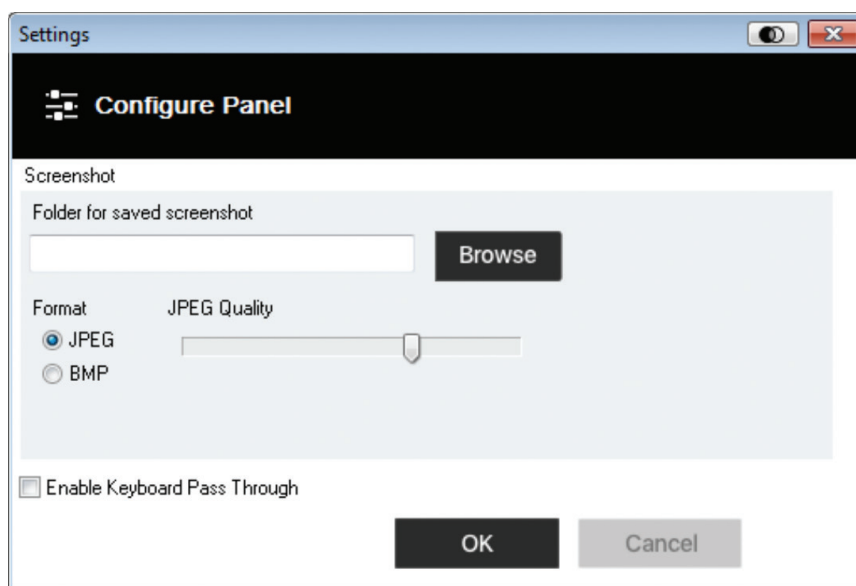 Settings
Configure Panel
Screenshot
Folder for saved screenshot
Browse
Format JPEG Quality
JPEG
BMP
Enable Keyboard Pass Through
OK Cancel